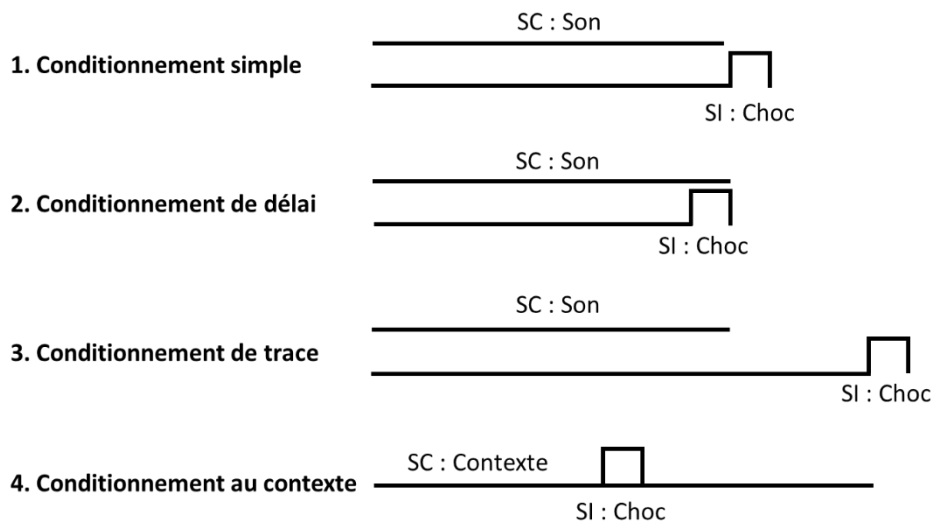 SC : Son
1. Conditionnement simple
SI : Choc
SC : Son
2. Conditionnement de délai
SI : Choc
SC : Son
3. Conditionnement de trace
SI : Choc
SC : Contexte
4. Conditionnement au contexte
SI : Choc